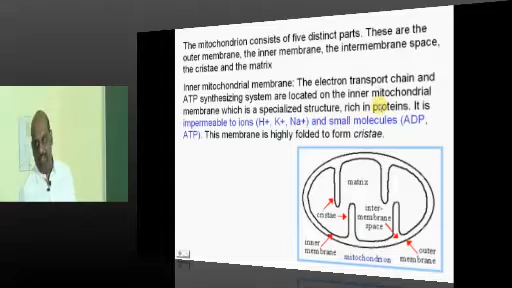 The mitochondrion consists of five distinct parts. These are the
outer membrane, the inner membrane, the intermembrane space,
the cristae and the matrix
Inner mitochondrial membrane: The electron transport chain and
ATP synthesizing system are located on the inner mitochondrial
membrane which is a specialized structure, rich in proteins. It is
impermeable to ions (H+, K+, Na+) and small molecules (ADP,
ATP). This membrane is highly folded to form cristae.
matrix
cristae
inter-
membrane
space
inner
membrane
mitochondrion
outer
membrane